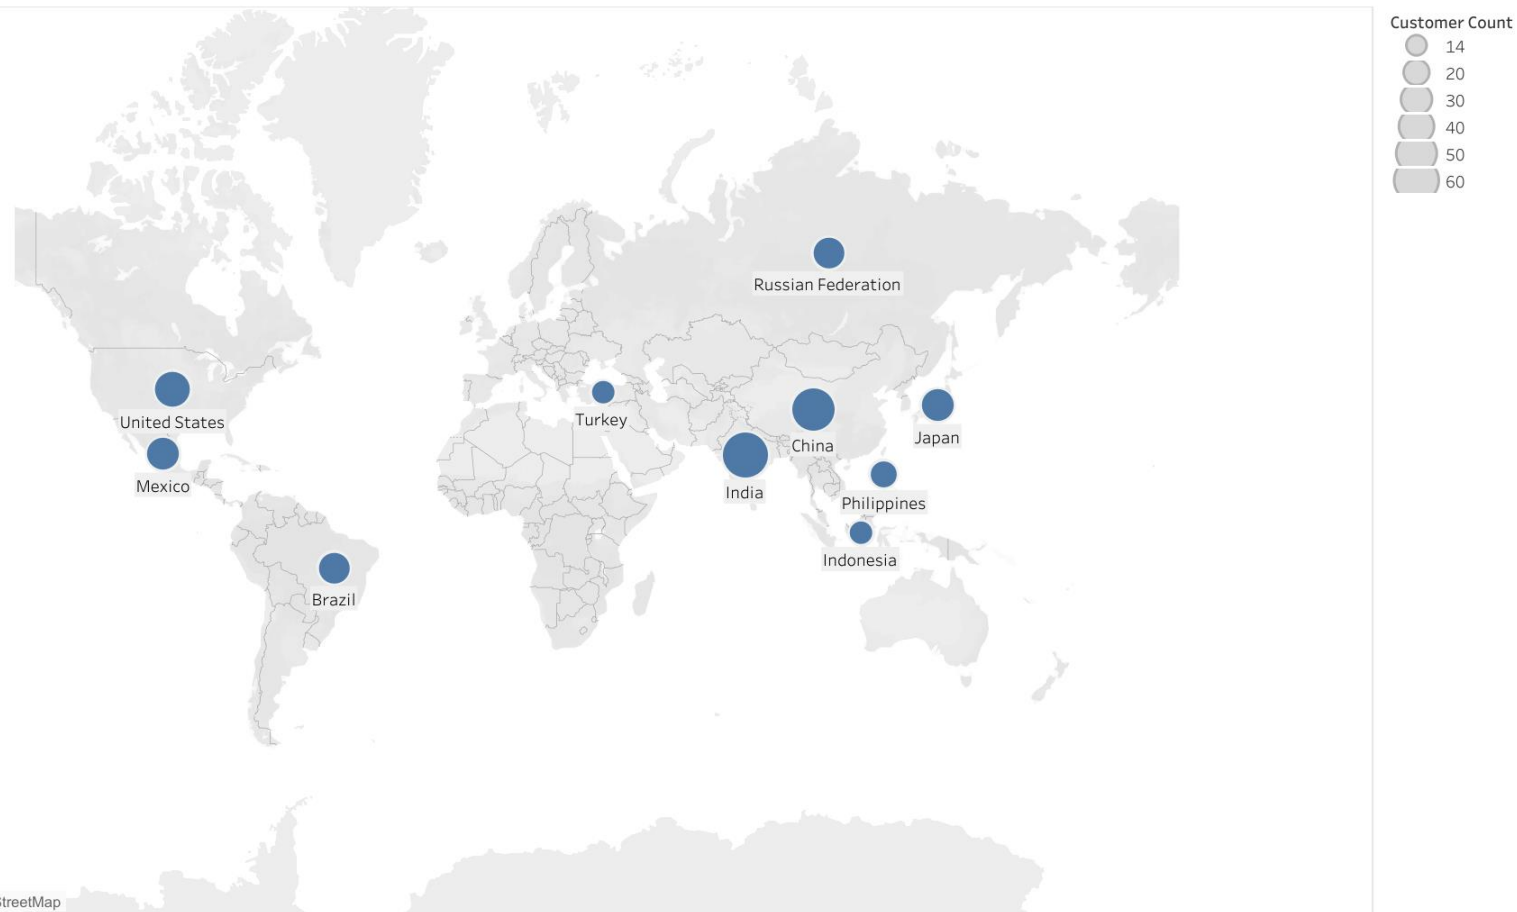 Customer Count
14
20
30
40
50
60
Russian Federation
United States
Turkey
China
Japan
Mexico
India
Philippines
Indonesia
Brazil
StreetMap